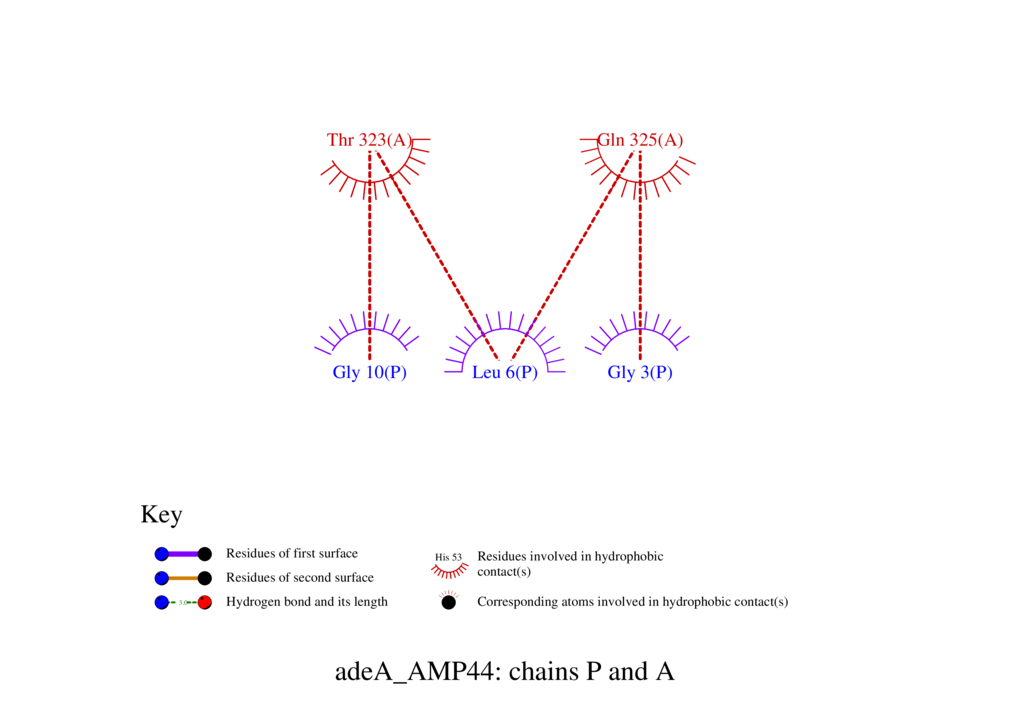 Thr 323(A)
Gln 325(A)
Gly 10(P)
Leu 6(P)
Gly 3(P)
Key
Residues of first surface
Residues of second surface
3.0
Hydrogen bond and its length
His 53
Residues involved in hydrophobic
contact(s)
Corresponding atoms involved in hydrophobic contact(s)
adeA_AMP44: chains P and A